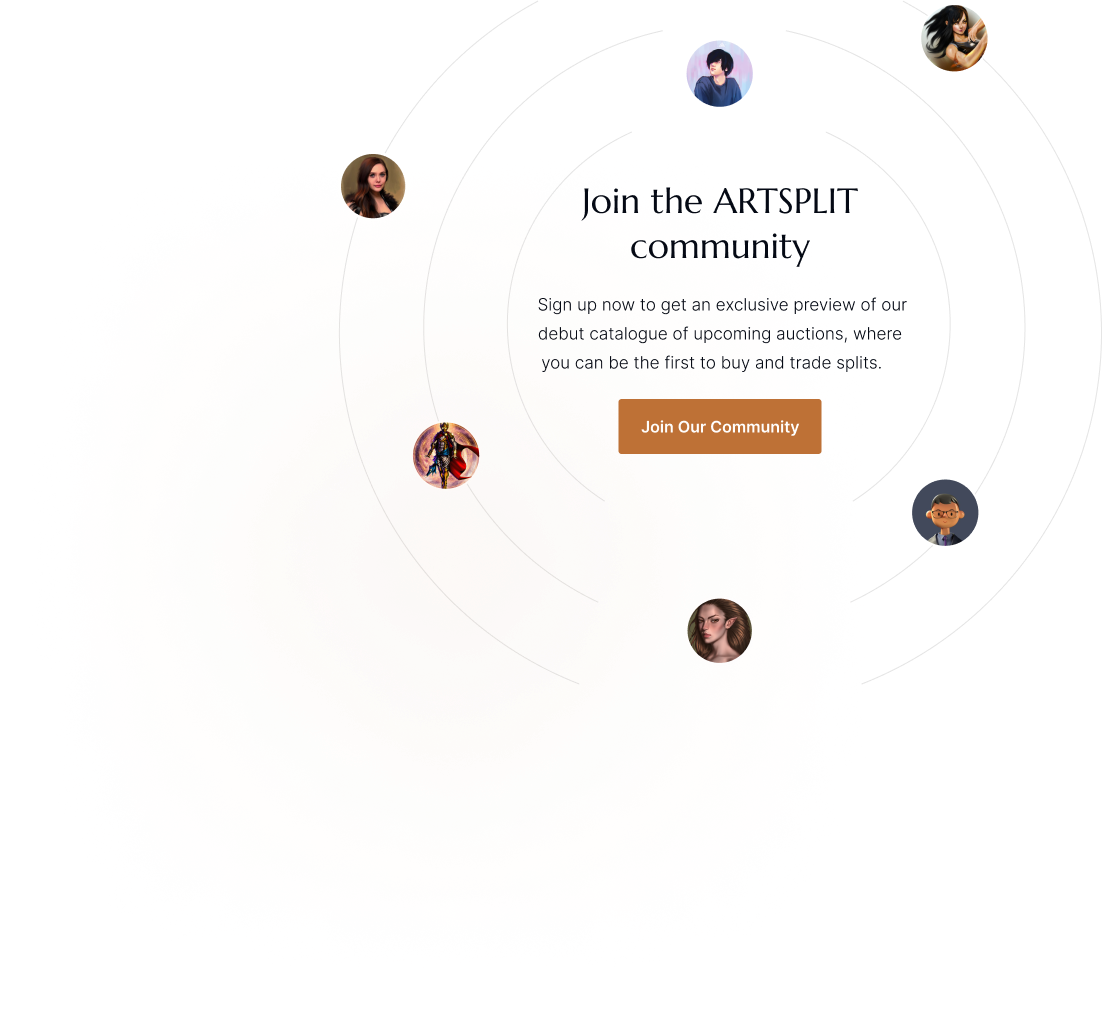 Join the ARTSPLIT
community
Sign up now to get an exclusive preview of our
debut catalogue of upcoming auctions, where
you can be the first to buy and trade splits.
Join Our Community